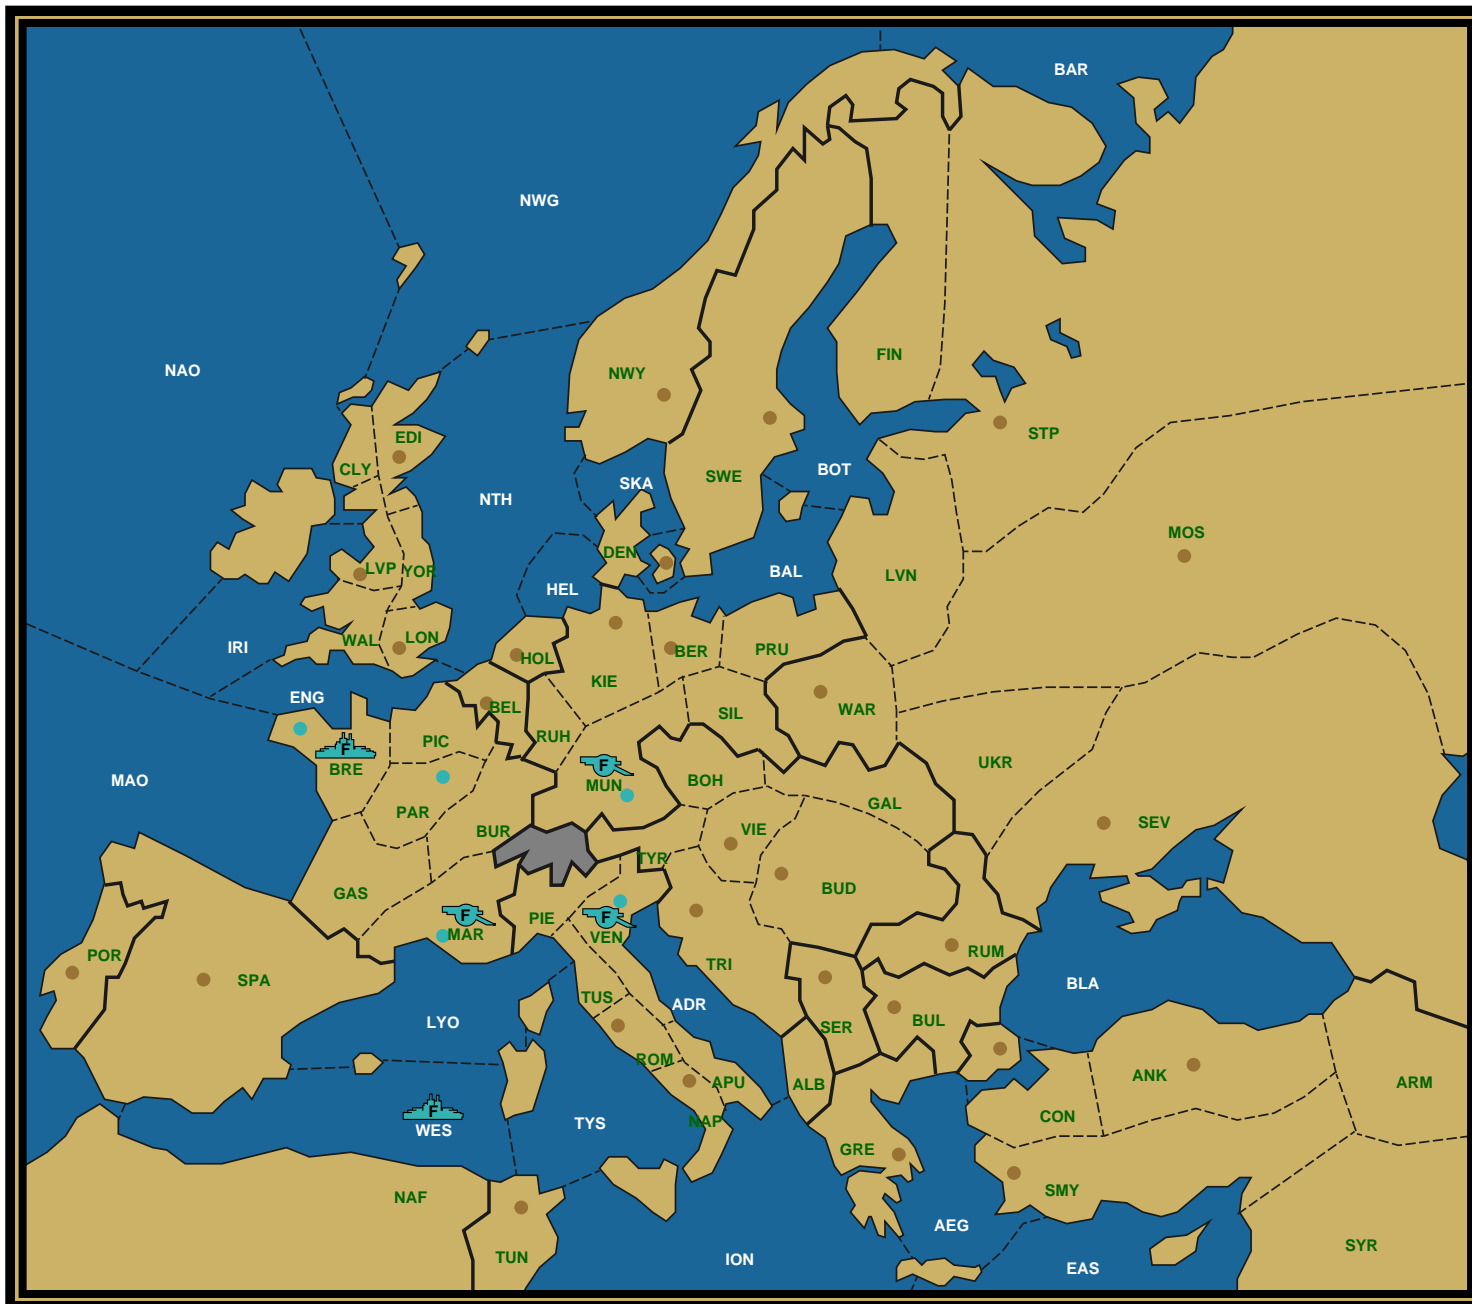 BAR
NWG
NAO
FIN
NWY
STP
EDI
CLY
SWE
BOT
SKA
NTH
MOS
DEN
LVP
YOR
BAL
LVN
HEL
IRI
WAL
LON
HOL
BER
PRU
KIE
ENG
BEL
SIL
WAR
RUH
PIC
F
BRE
UKR
F
MUN
BOH
MAO
GAL
PAR
BUR
VIE
SEV
TYR
BUD
GAS
F
MAR
PIE
F
VEN
POR
SPA
TRI
RUM
BLA
TUS
ADR
LYO
BUL
SER
ROM
APU
ALB
ANK
ARM
F
WES
TYS
NAP
CON
GRE
SMY
NAF
AEG
TUN
ION
SYR
EAS